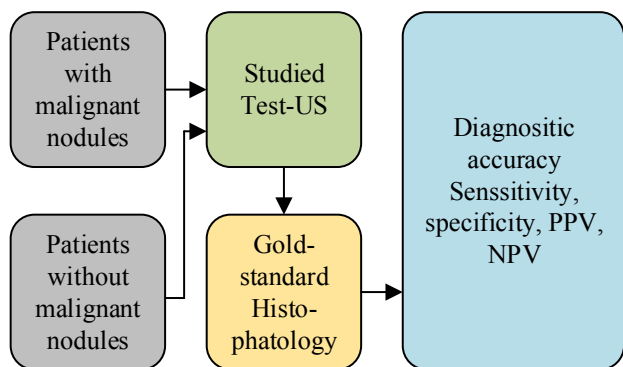 Patients
with
malignant
nodules
Studied
Test-US
Patients
without
malignant
nodules
Gold-
standard
Histo-
phatology
Diagnositic
accuracy
Senssitivity,
specificity, PPV,
NPV